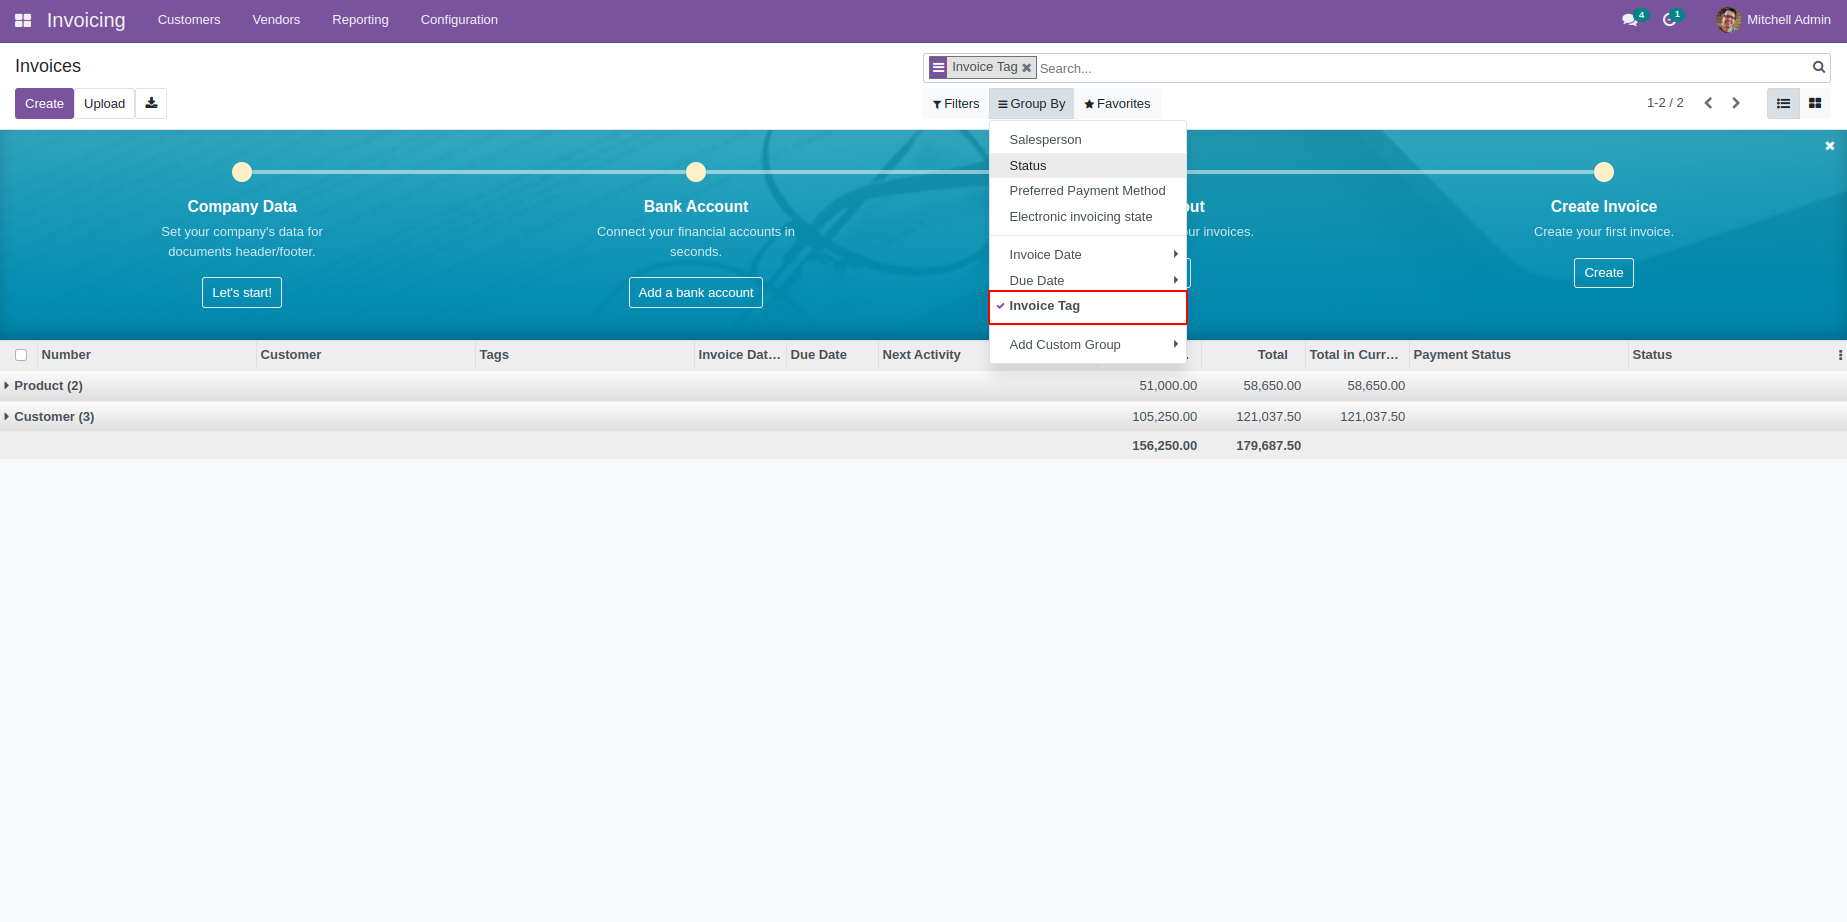 Invoicing Customers Vendors Reporting Configuration 4 1 Mitchell Admin
Invoices
Invoice Tag Search...
Create Upload Filters Group By Favorites 1-2 / 2
Salesperson
Status
Preferred Payment Method
Electronic invoicing state
Invoice Date
Due Date
Invoice Tag
Add Custom Group
Company Data
Set your company's data for
documents header/footer.
Let's start!
Bank Account
Connect your financial accounts in
seconds.
Add a bank account
out
ur invoices.
Create Invoice
Create your first invoice.
Create
Number Customer Tags Invoice Dat... Due Date Next Activity Total Total in Curr... Payment Status Status
Product (2) 51,000.00 58,650.00 58,650.00
Customer (3) 105,250.00 121,037.50 121,037.50
156,250.00 179,687.50